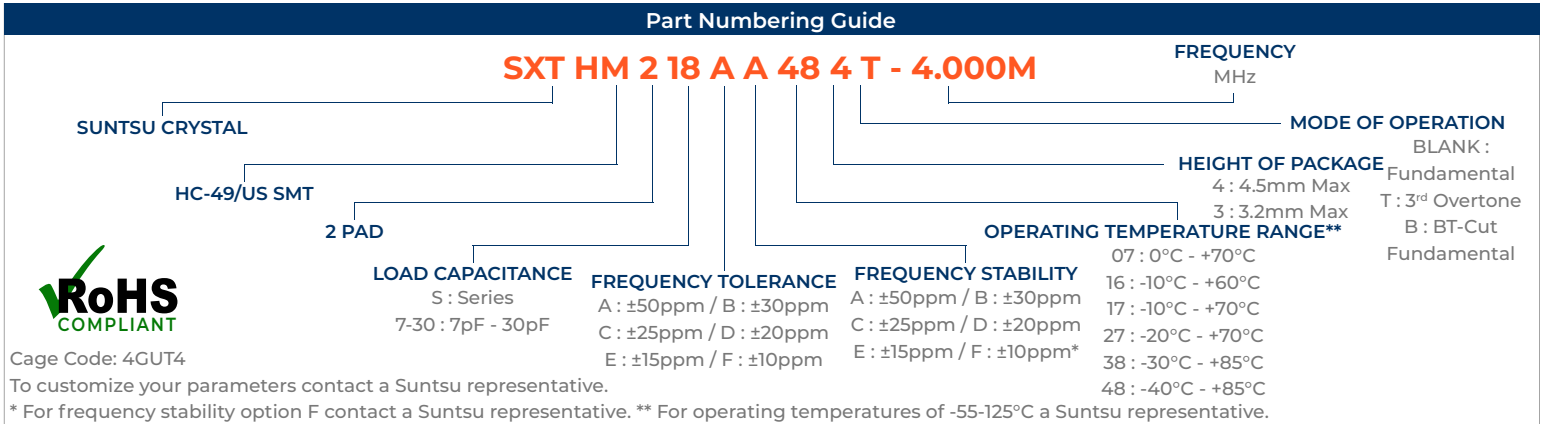 Part Numbering Guide
SXT HM 2 18 A A 48 4 T - 4.000M
FREQUENCY
MHz
SUNTSU CRYSTAL
MODE OF OPERATION
BLANK :
Fundamental
T : 3rd Overtone
B : BT-Cut
Fundamental
HC-49/US SMT
HEIGHT OF PACKAGE
4 : 4.5mm Max
3 : 3.2mm Max
2 PAD
OPERATING TEMPERATURE RANGE**
07 : 0°C - +70°C
16 : -10°C - +60°C
17 : -10°C - +70°C
27 : -20°C - +70°C
38 : -30°C - +85°C
48 : -40°C - +85°C
LOAD CAPACITANCE
S : Series
7-30 : 7pF - 30pF
FREQUENCY TOLERANCE
A : ±50ppm / B : ±30ppm
C : ±25ppm / D : ±20ppm
E : ±15ppm / F : ±10ppm
FREQUENCY STABILITY
A : ±50ppm / B : ±30ppm
C : ±25ppm / D : ±20ppm
E : ±15ppm / F : ±10ppm*
RoHS
COMPLIANT
Cage Code: 4GUT4
To customize your parameters contact a Suntsu representative.
* For frequency stability option F contact a Suntsu representative. ** For operating temperatures of -55-125°C a Suntsu representative.